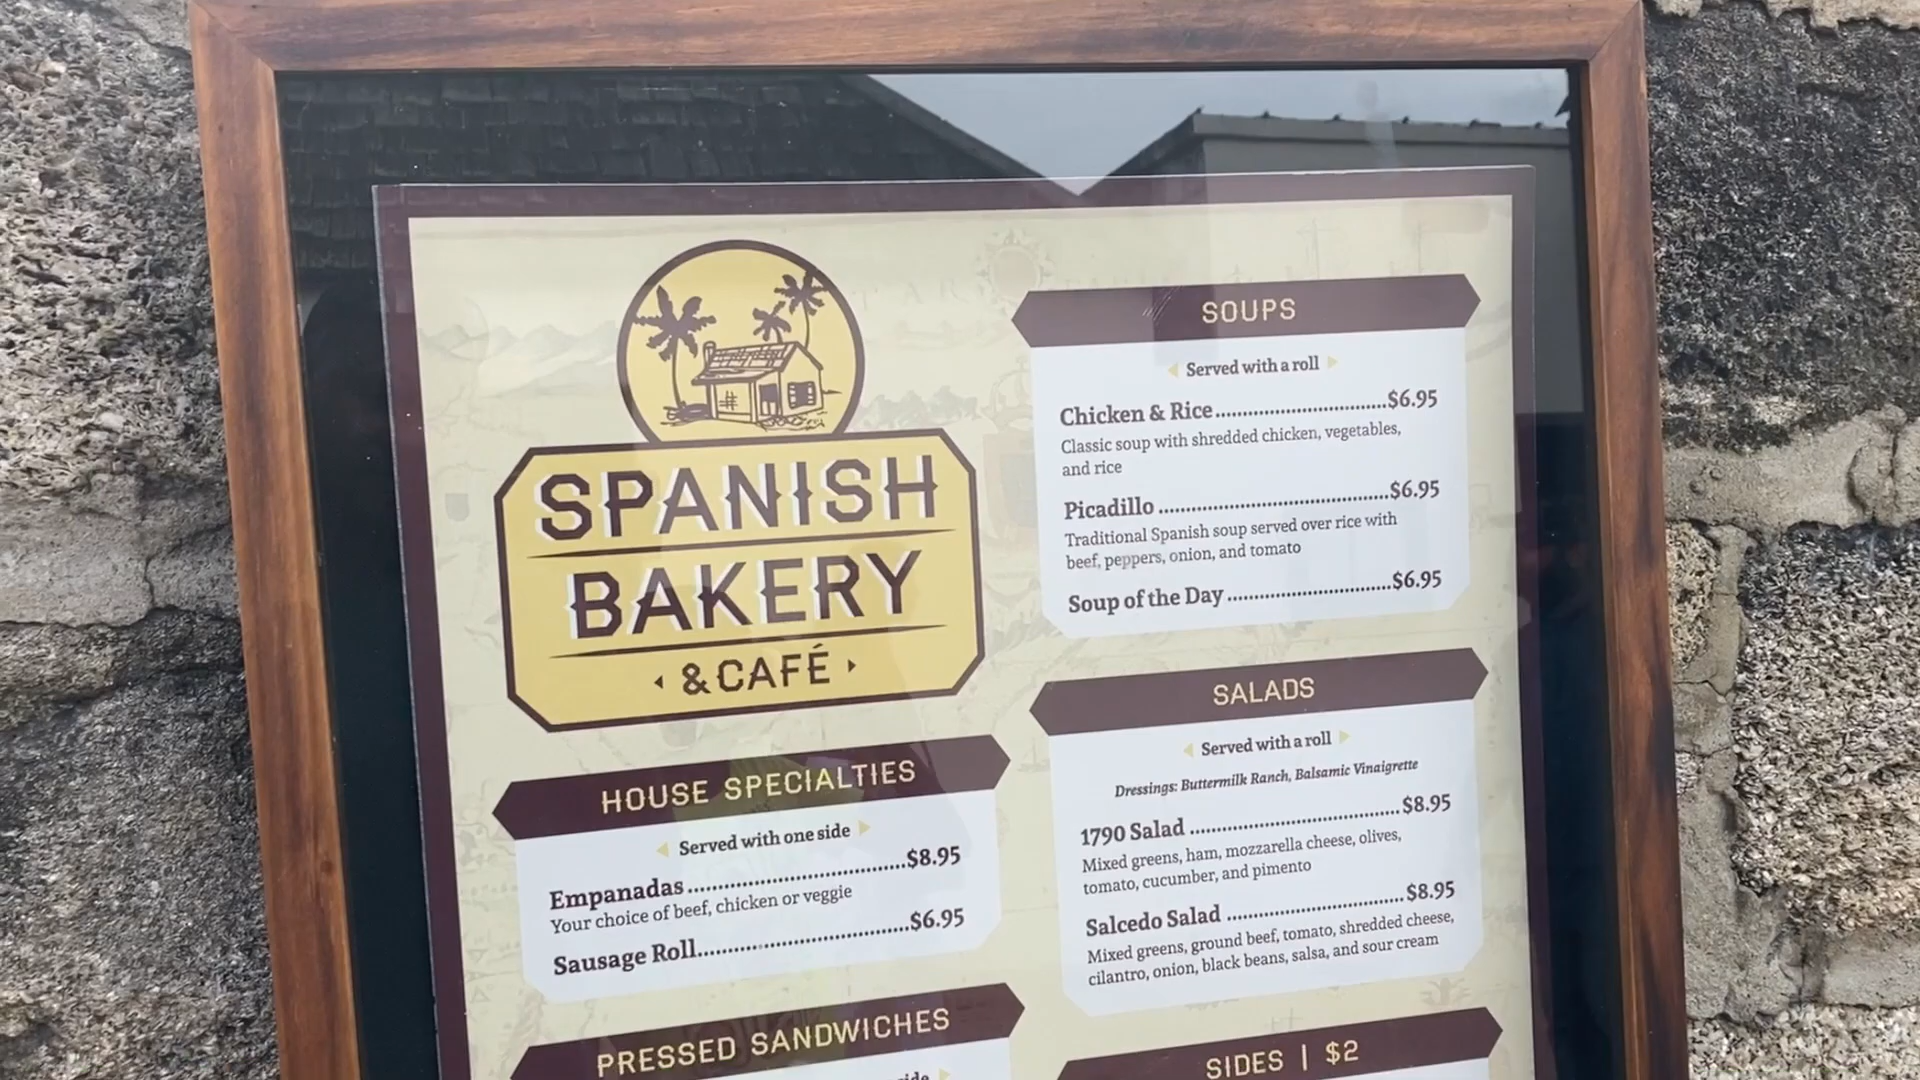 SPANISH
BAKERY
& CAFÉ
HOUSE SPECIALTIES
Served with one side
Empanadas........................................$8.95
Your choice of beef, chicken or veggie
Sausage Roll........................................$6.95
PRESSED SANDWICHES
SOUPS
Served with a roll
Chicken & Rice........................................$6.95
Classic soup with shredded chicken, vegetables,
and rice
Picadillo........................................$6.95
Traditional Spanish soup served over rice with
beef, peppers, onion, and tomato
Soup of the Day........................................$6.95
SALADS
Served with a roll
Dressings: Buttermilk Ranch, Balsamic Vinaigrette
1790 Salad........................................$8.95
Mixed greens, ham, mozzarella cheese, olives,
tomato, cucumber, and pimento
Salcedo Salad........................................$8.95
Mixed greens, ground beef, tomato, shredded cheese,
cilantro, onion, black beans, salsa, and sour cream
SIDES | $2